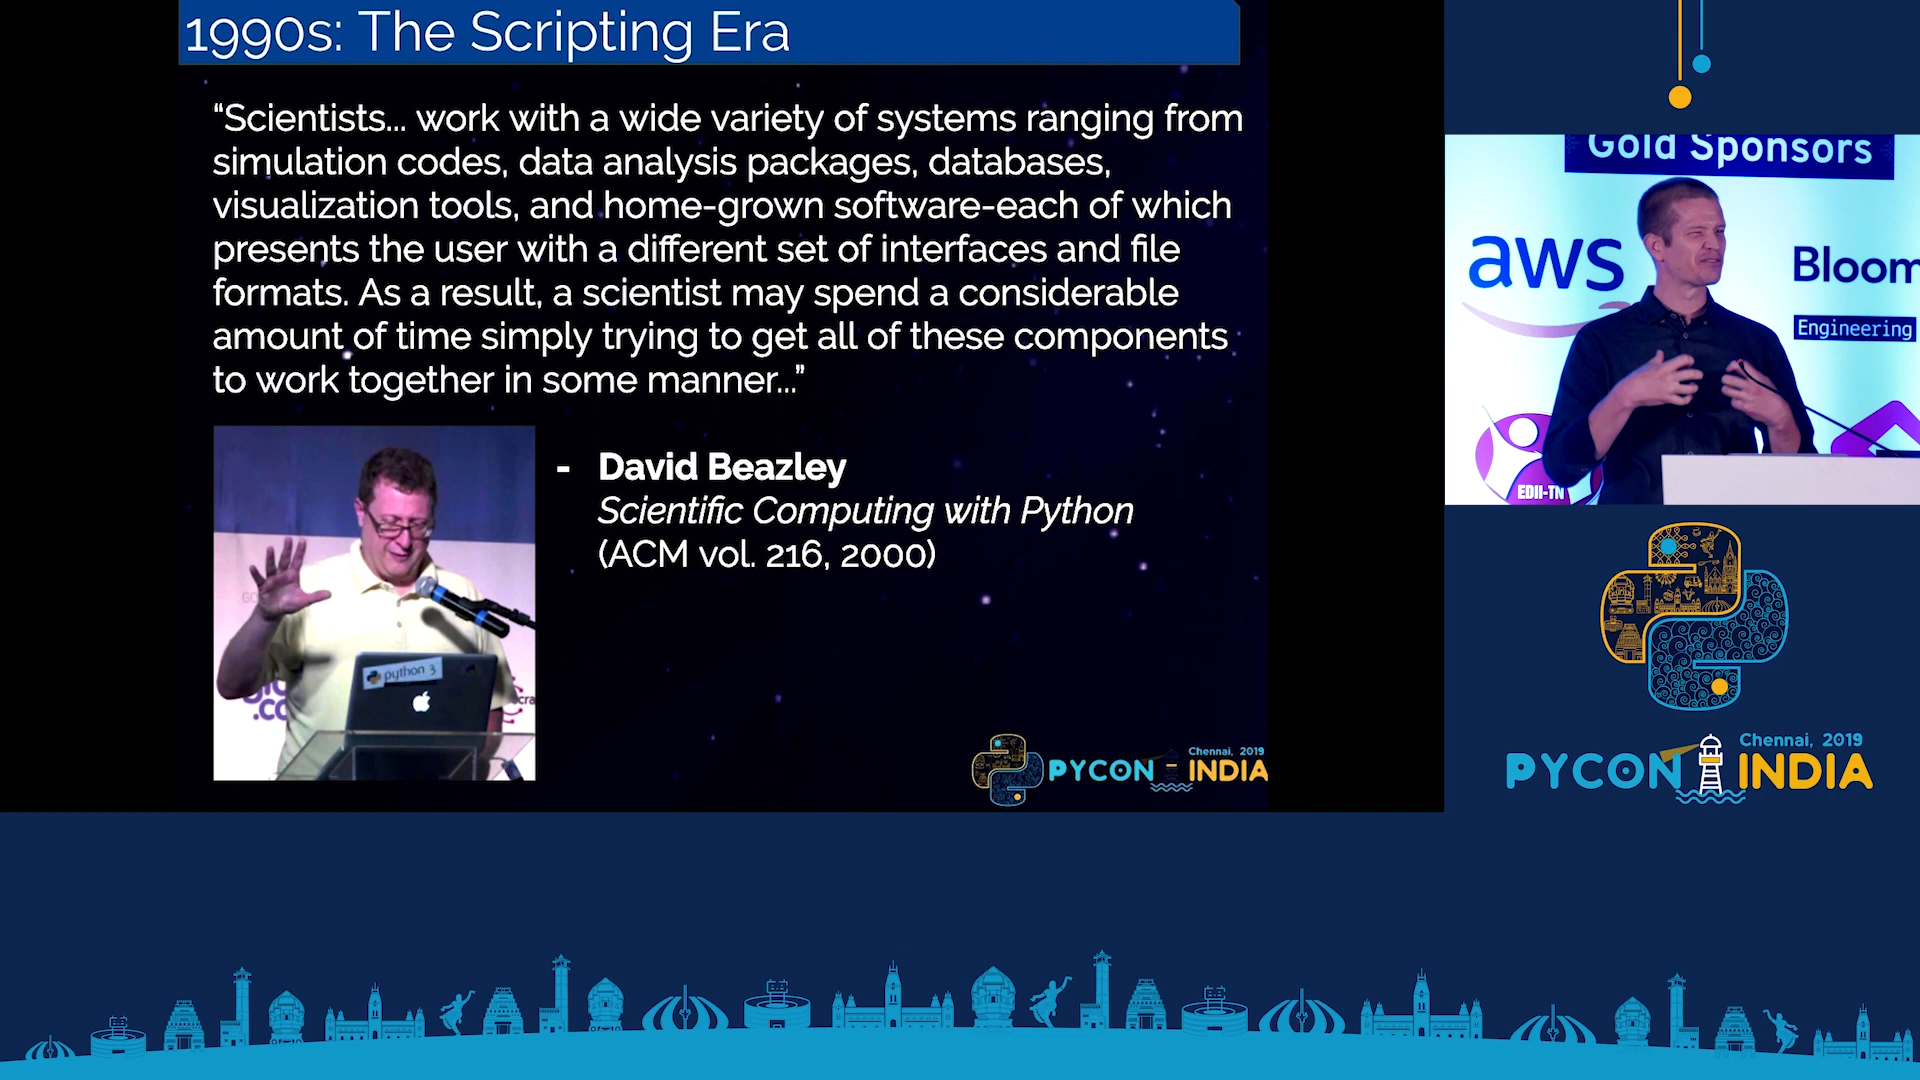 1990s: The Scripting Era
“Scientists... work with a wide variety of systems ranging from
simulation codes, data analysis packages, databases,
visualization tools, and home-grown software-each of which
presents the user with a different set of interfaces and file
formats. As a result, a scientist may spend a considerable
amount of time simply trying to get all of these components
to work together in some manner...”
- David Beazley
Scientific Computing with Python
(ACM vol. 216, 2000)
python 3
.co
Chennai, 2019
PYCON INDIA
Gold Sponsors
aws
Bloom
Engineering
EDII-TN
Chennai, 2019
PYCON INDIA